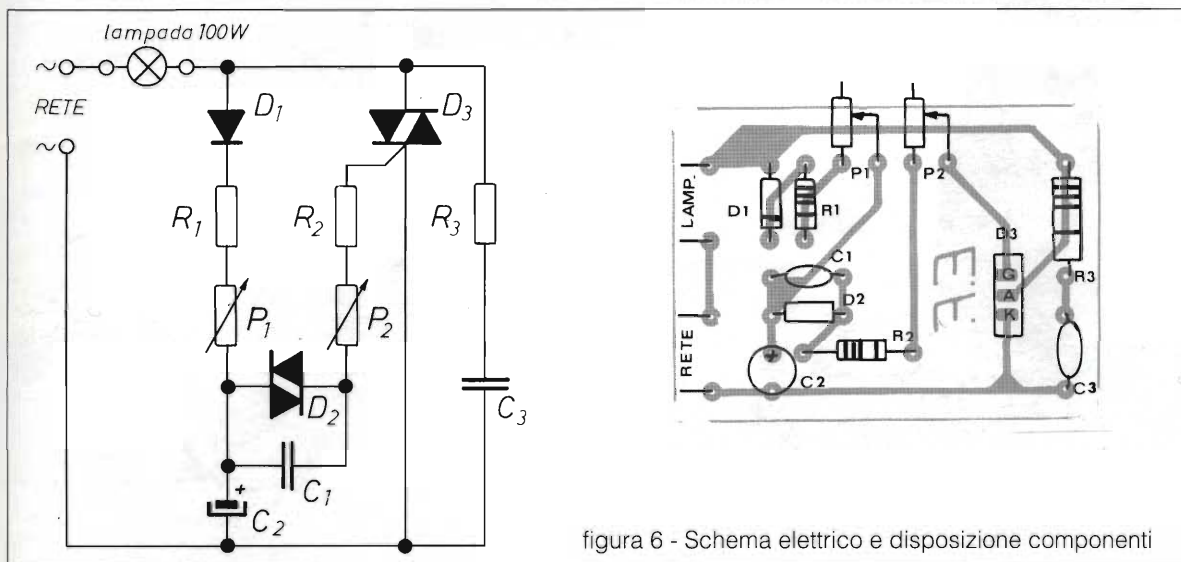 lampada 100W
RETE
D1
D3
R1
R2
R3
P1
P2
D2
C1
C2
C3
+
LAMP.
RETE
P1
P2
D1
R1
D3
C1
G
A
K
R3
D2
R2
+
C2
C3
E.E.
figura 6 - Schema elettrico e disposizione componenti